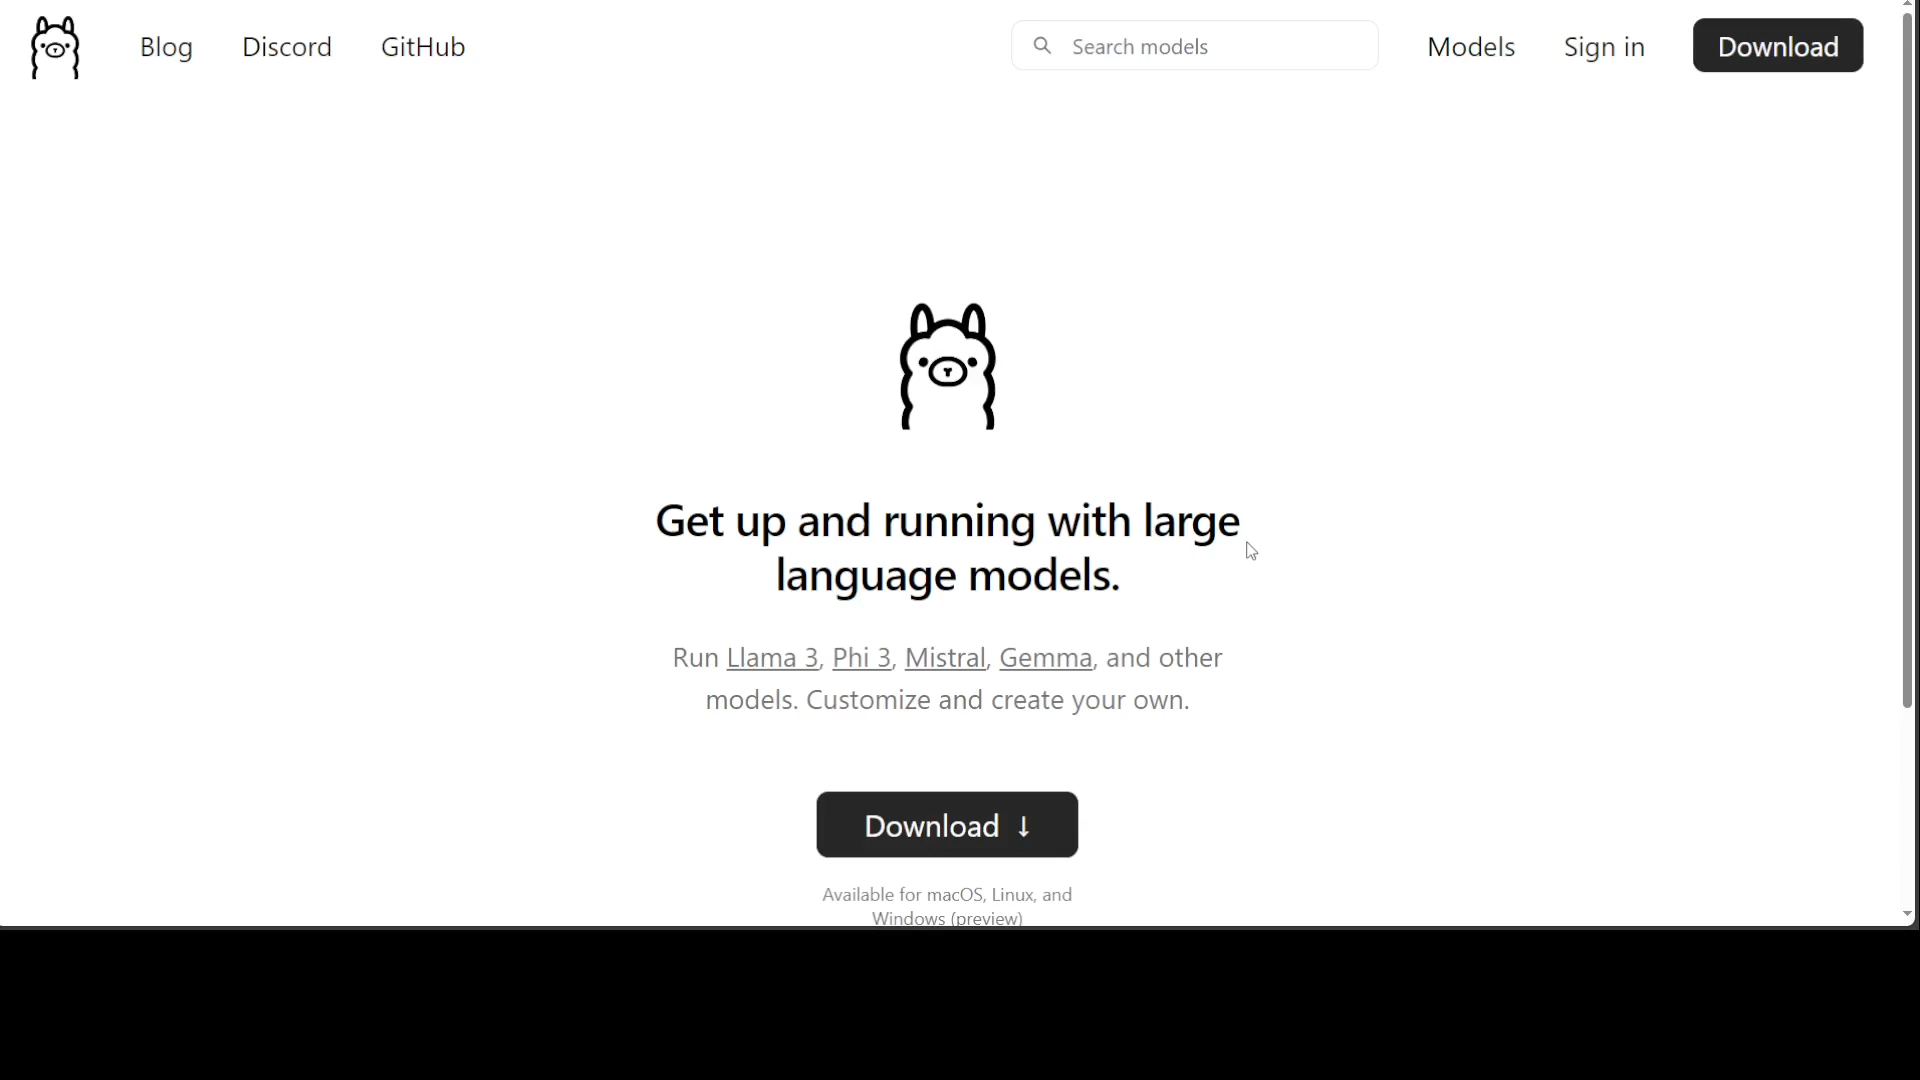 Blog Discord GitHub Search models Models Sign in Download
Get up and running with large
language models.
Run Llama 3, Phi 3, Mistral, Gemma, and other
models. Customize and create your own.
Download ↓
Available for macOS, Linux, and
Windows (preview)